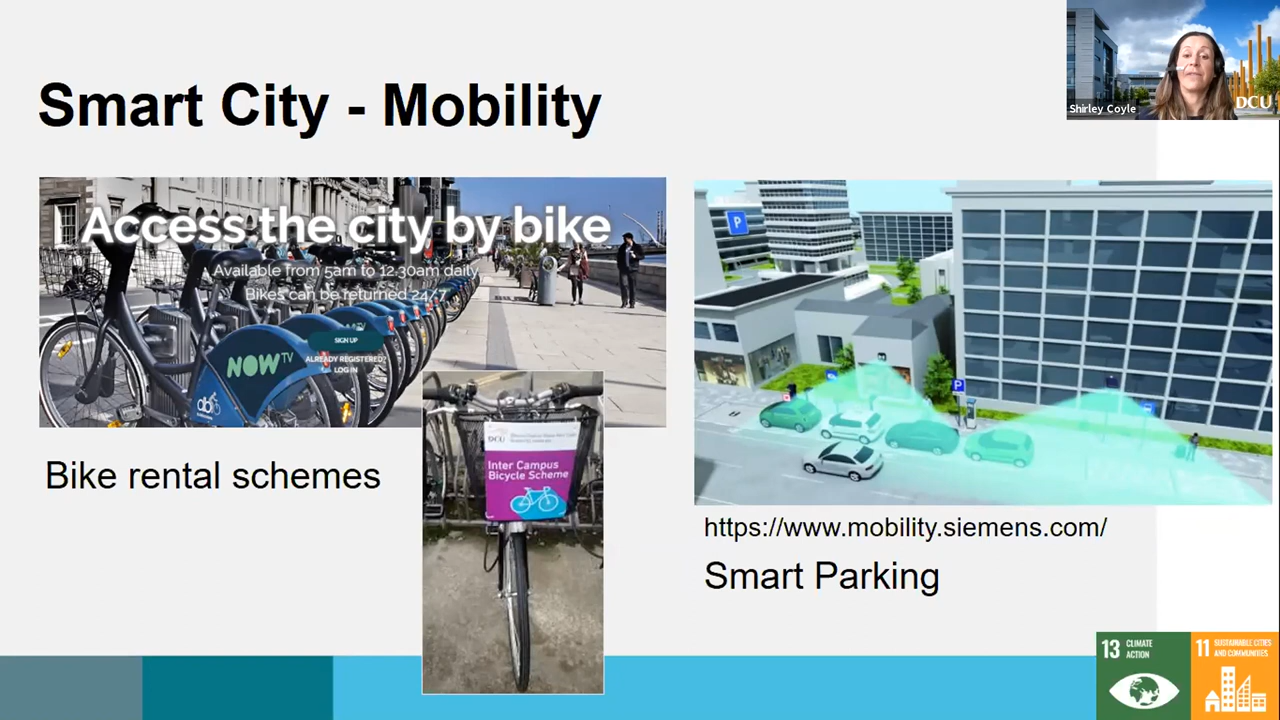 Smart City - Mobility
Shirley Coyle
DCU
Access the city by bike
Available from 5am to 12.30am daily
Bikes can be returned 24/7
SIGN UP
ALREADY REGISTERED?
LOG IN
NOW TV
Bike rental schemes
DCU
Inter Campus
Bicycle Scheme
P
P
https://www.mobility.siemens.com/
Smart Parking
13 CLIMATE
ACTION
11 SUSTAINABLE CITIES
AND COMMUNITIES